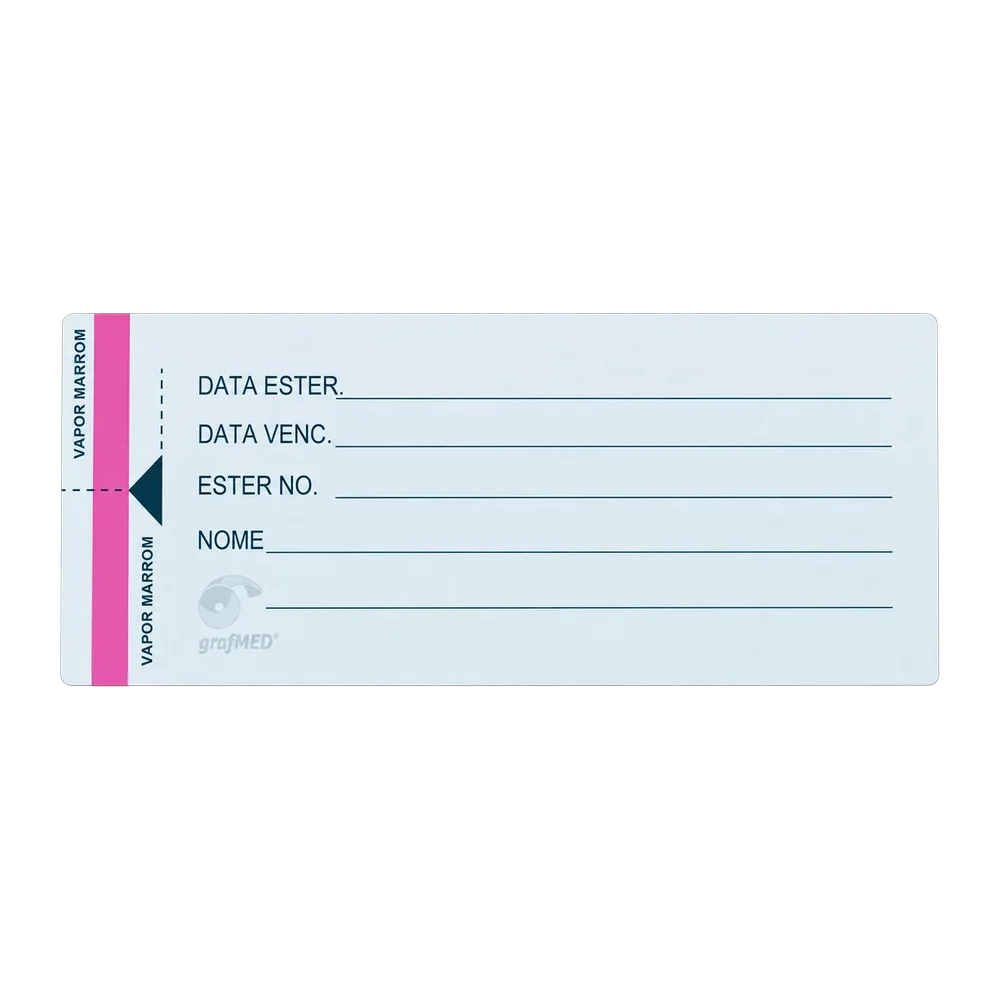 VAPOR MARROM
VAPOR MARROM
DATA ESTER.
DATA VENC.
ESTER NO.
NOME
grafMED®